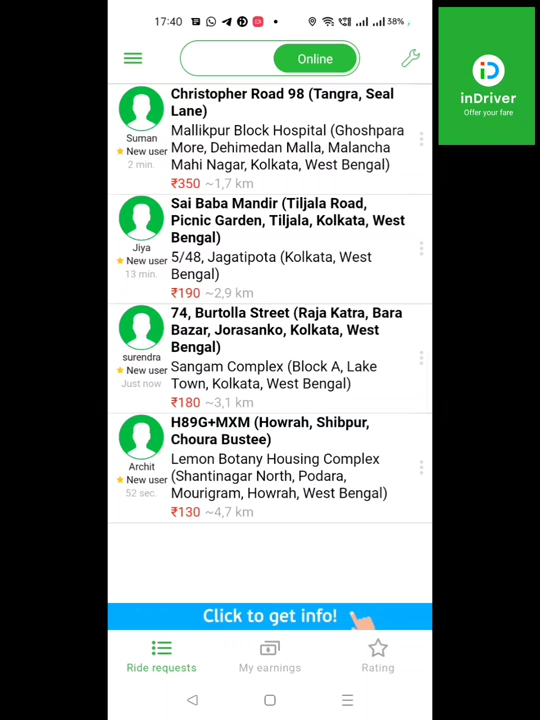 17:40
38%
Online
inDriver
Offer your fare
Christopher Road 98 (Tangra, Seal
Lane)
Mallikpur Block Hospital (Ghoshpara
More, Dehimedan Malla, Malancha
Mahi Nagar, Kolkata, West Bengal)
₹350 ~1,7 km
Suman
New user
2 min.
Sai Baba Mandir (Tiljala Road,
Picnic Garden, Tiljala, Kolkata, West
Bengal)
5/48, Jagatipota (Kolkata, West
Bengal)
₹190 ~2,9 km
Jiya
New user
13 min.
74, Burtolla Street (Raja Katra, Bara
Bazar, Jorasanko, Kolkata, West
Bengal)
Sangam Complex (Block A, Lake
Town, Kolkata, West Bengal)
₹180 ~3,1 km
surendra
New user
Just now
H89G+MXM (Howrah, Shibpur,
Choura Bustee)
Lemon Botany Housing Complex
(Shantinagar North, Podara,
Mourigram, Howrah, West Bengal)
₹130 ~4,7 km
Archit
New user
52 sec.
Click to get info!
Ride requests
My earnings
Rating